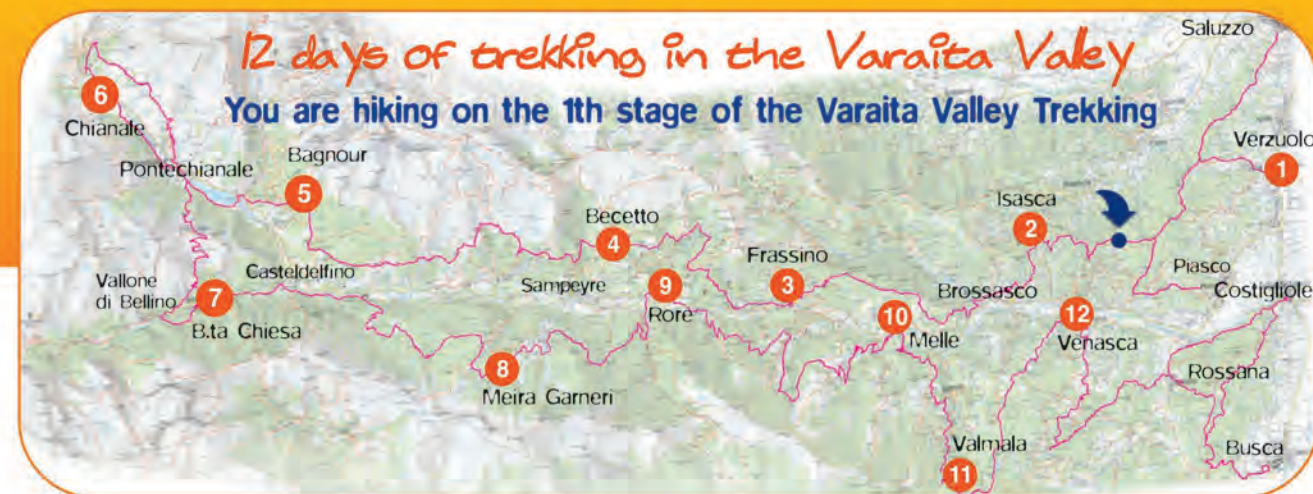 12 days of trekking in the Varaita Valley
You are hiking on the 1th stage of the Varaita Valley Trekking
Saluzzo
Verzuolo
1
6
Chianale
Pontechianale
Bagnour
5
Becetto
4
Isasca
2
Frassino
3
Piasco
Costigliole
Vallone
di Bellino
7
B.ta Chiesa
Casteldelfino
Sampeyre
9
Rore
Brossasco
10
Melle
12
Venasca
8
Meira Garneri
Rossana
Valmala
11
Busca